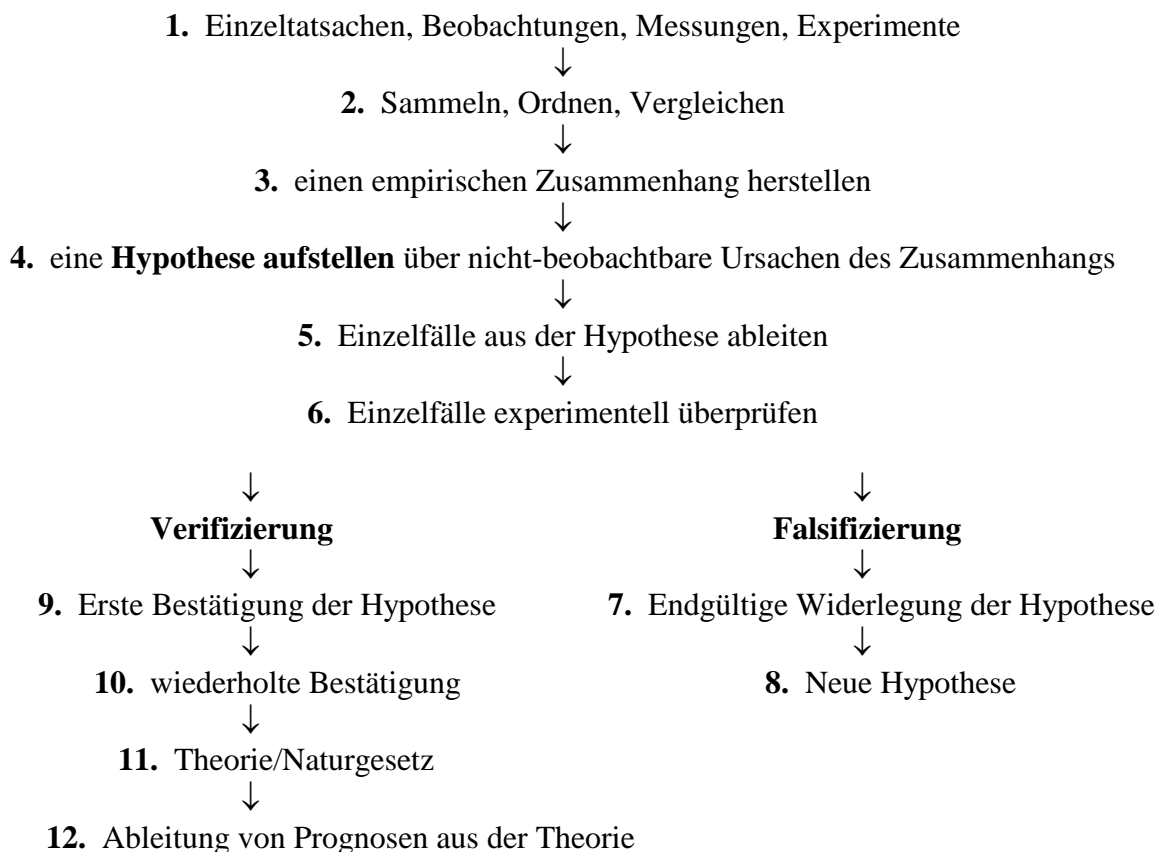 1. Einzeltatsachen, Beobachtungen, Messungen, Experimente
↓
2. Sammeln, Ordnen, Vergleichen
↓
3. einen empirischen Zusammenhang herstellen
↓
4. eine Hypothese aufstellen über nicht-beobachtbare Ursachen des Zusammenhangs
↓
5. Einzelfälle aus der Hypothese ableiten
↓
6. Einzelfälle experimentell überprüfen
↓ ↓
Verifizierung Falsifizierung
↓ ↓
9. Erste Bestätigung der Hypothese 7. Endgültige Widerlegung der Hypothese
↓ ↓
10. wiederholte Bestätigung 8. Neue Hypothese
↓
11. Theorie/Naturgesetz
↓
12. Ableitung von Prognosen aus der Theorie